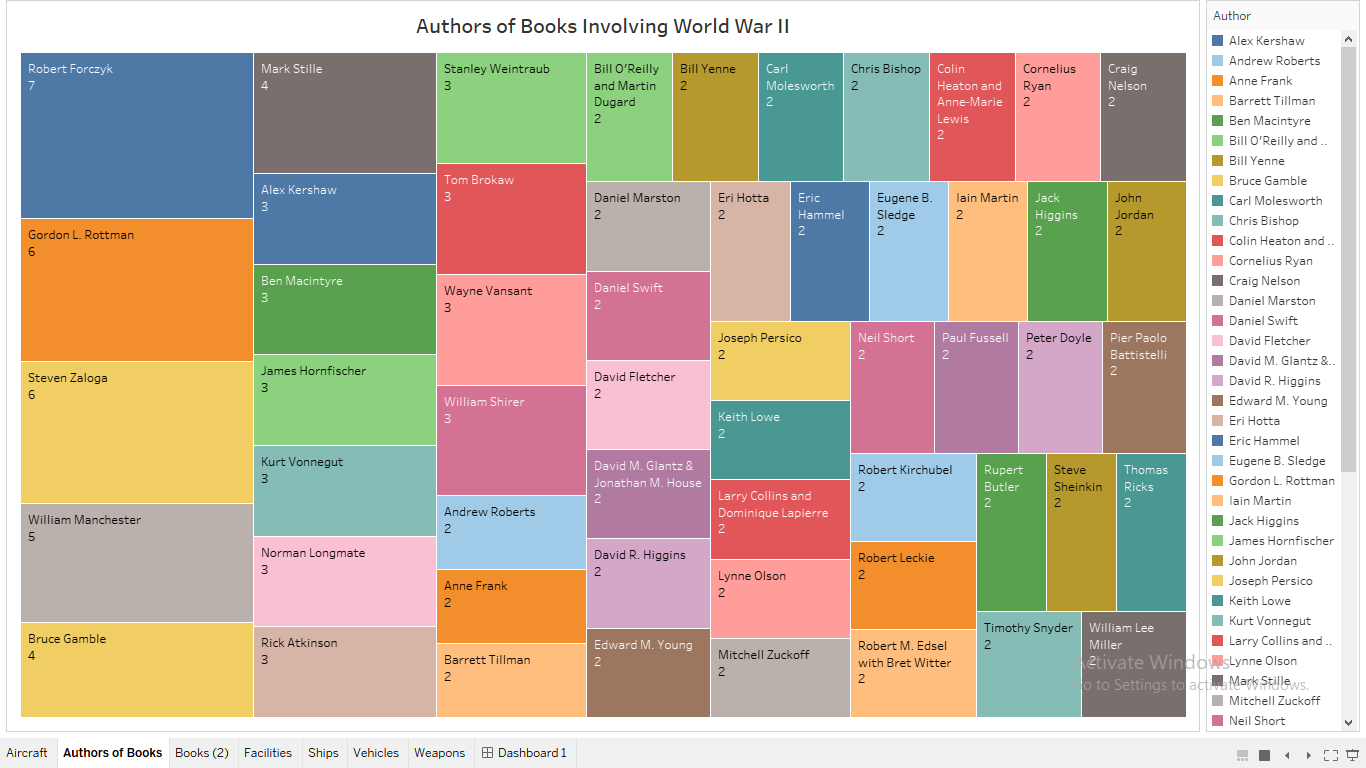 Authors of Books Involving World War II
Robert Forczyk
7
Gordon L. Rottman
6
Steven Zaloga
6
William Manchester
5
Bruce Gamble
4
Mark Stille
4
Alex Kershaw
3
Ben Macintyre
3
James Hornfischer
3
Kurt Vonnegut
3
Norman Longmate
3
Rick Atkinson
3
Stanley Weintraub
3
Tom Brokaw
3
Wayne Vansant
3
William Shirer
3
Andrew Roberts
2
Anne Frank
2
Barrett Tillman
2
Bill O'Reilly
and Martin
Dugard
2
Bill Yenne
2
Carl
Molesworth
2
Chris Bishop
2
Colin
Heaton and
Anne-Marie
Lewis
2
Cornelius
Ryan
2
Craig
Nelson
2
Daniel Marston
2
Daniel Swift
2
David Fletcher
2
David M. Glantz &
Jonathan M. House
2
David R. Higgins
2
Edward M. Young
2
Eri Hotta
2
Eric
Hammel
2
Eugene B.
Sledge
2
Iain Martin
2
Jack
Higgins
2
John
Jordan
2
Joseph Persico
2
Keith Lowe
2
Larry Collins and
Dominique Lapierre
2
Lynne Olson
2
Mitchell Zuckoff
2
Neil Short
2
Paul Fussell
2
Peter Doyle
2
Pier Paolo
Battistelli
2
Robert Kirchubel
2
Robert Leckie
2
Robert M. Edsel
with Bret Witter
2
Rupert
Butler
2
Steve
Sheinkin
2
Thomas
Ricks
2
Timothy Snyder
2
William Lee
Miller
2
Activate Windows
Go to Settings to activate Windows.
Author
Alex Kershaw
Andrew Roberts
Anne Frank
Barrett Tillman
Ben Macintyre
Bill O'Reilly and ..
Bill Yenne
Bruce Gamble
Carl Molesworth
Chris Bishop
Colin Heaton and ..
Cornelius Ryan
Craig Nelson
Daniel Marston
Daniel Swift
David Fletcher
David M. Glantz &..
David R. Higgins
Edward M. Young
Eri Hotta
Eric Hammel
Eugene B. Sledge
Gordon L. Rottman
Iain Martin
Jack Higgins
James Hornfischer
John Jordan
Joseph Persico
Keith Lowe
Kurt Vonnegut
Larry Collins and ..
Lynne Olson
Mark Stille
Mitchell Zuckoff
Neil Short
Aircraft
Authors of Books
Books (2)
Facilities
Ships
Vehicles
Weapons
Dashboard 1